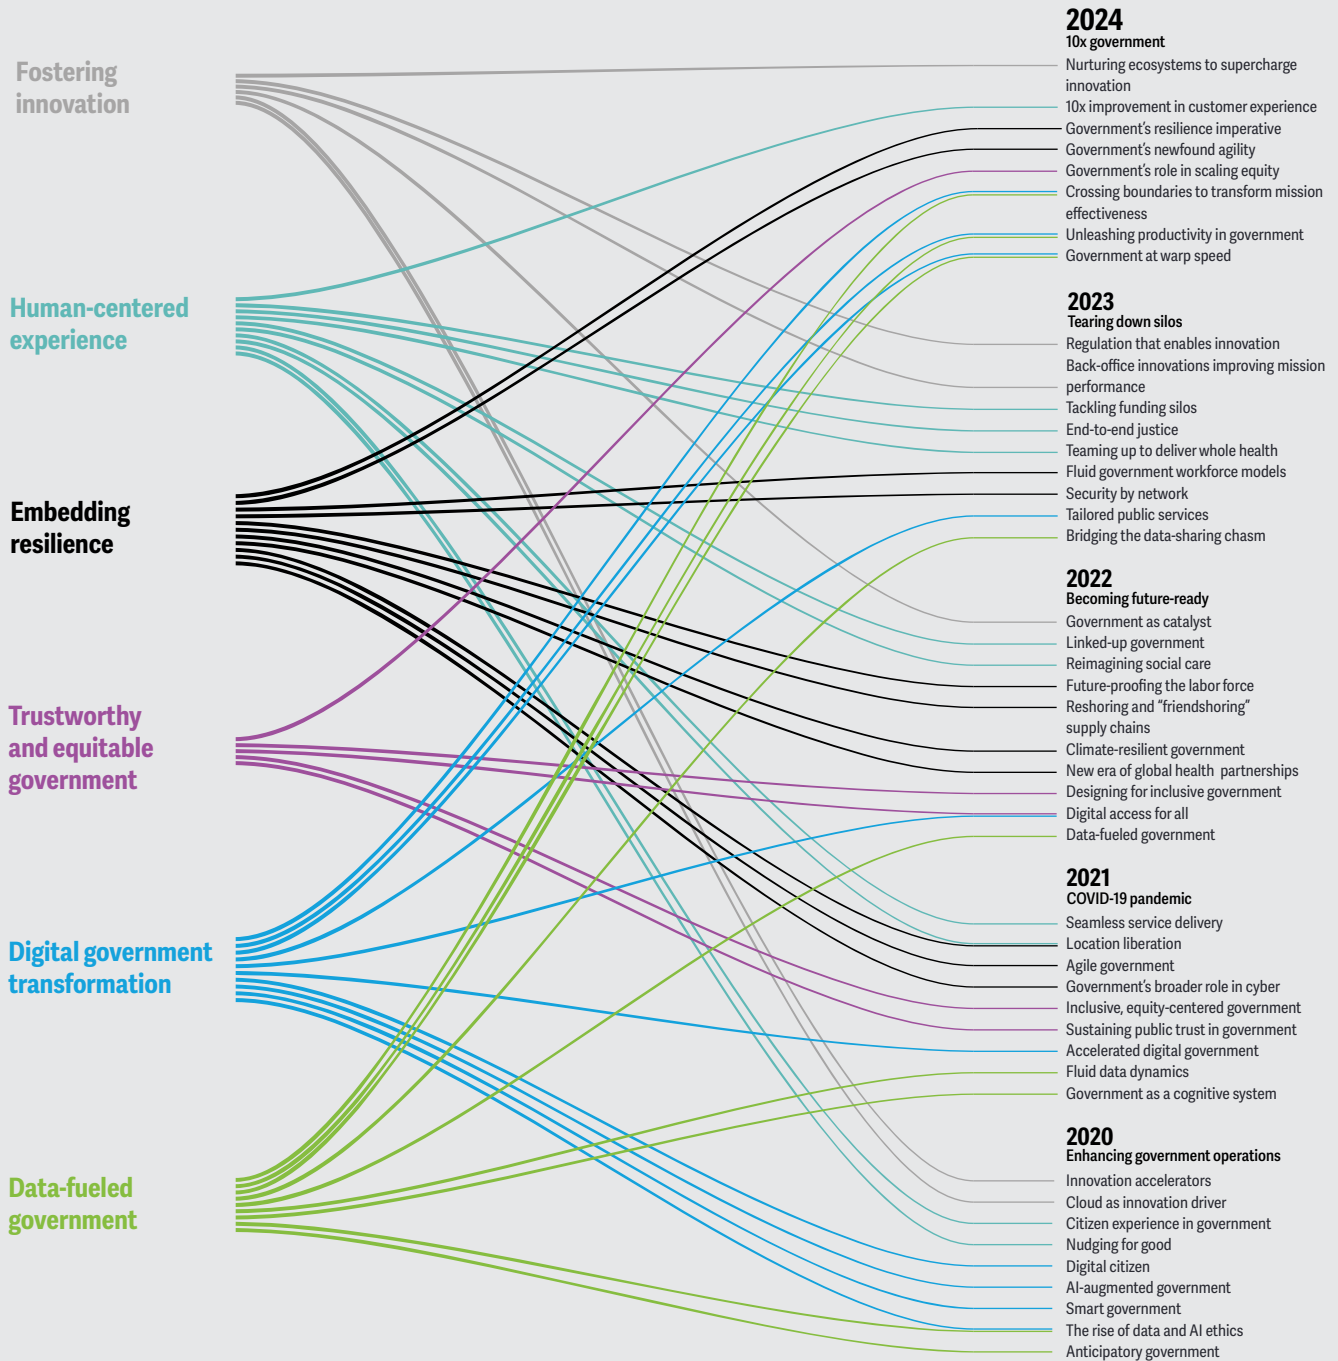 Fostering
innovation
Human-centered
experience
Embedding
resilience
Trustworthy
and equitable
government
Digital government
transformation
Data-fueled
government
2024
10x government
Nurturing ecosystems to supercharge
innovation
10x improvement in customer experience
Government’s resilience imperative
Government’s newfound agility
Government’s role in scaling equity
Crossing boundaries to transform mission
effectiveness
Unleashing productivity in government
Government at warp speed
2023
Tearing down silos
Regulation that enables innovation
Back-office innovations improving mission
performance
Tackling funding silos
End-to-end justice
Teaming up to deliver whole health
Fluid government workforce models
Security by network
Tailored public services
Bridging the data-sharing chasm
2022
Becoming future-ready
Government as catalyst
Linked-up government
Reimagining social care
Future-proofing the labor force
Reshoring and “friendshoring”
supply chains
Climate-resilient government
New era of global health partnerships
Designing for inclusive government
Digital access for all
Data-fueled government
2021
COVID-19 pandemic
Seamless service delivery
Location liberation
Agile government
Government’s broader role in cyber
Inclusive, equity-centered government
Sustaining public trust in government
Accelerated digital government
Fluid data dynamics
Government as a cognitive system
2020
Enhancing government operations
Innovation accelerators
Cloud as innovation driver
Citizen experience in government
Nudging for good
Digital citizen
AI-augmented government
Smart government
The rise of data and AI ethics
Anticipatory government